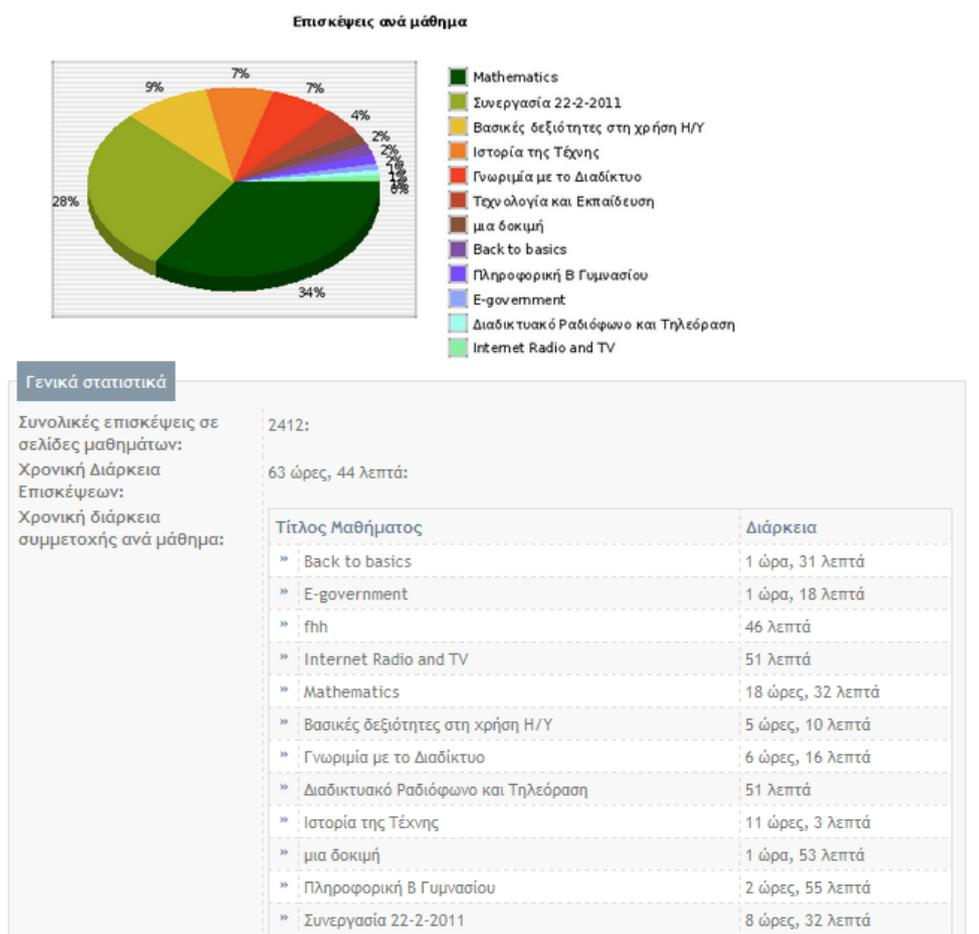 Επισκέψεις ανά μάθημα
7%
9%
7%
4%
2%
2%
28%
0%
34%
Mathematics
Συνεργασία 22-2-2011
Βασικές δεξιότητες στη χρήση Η/Υ
Ιστορία της Τέχνης
Γνωριμία με το Διαδίκτυο
Τεχνολογία και Εκπαίδευση
μια δοκιμή
Back to basics
Πληροφορική Β Γυμνασίου
E-government
Διαδικτυακό Ραδιόφωνο και Τηλεόραση
Internet Radio and TV
Γενικά στατιστικά
Συνολικές επισκέψεις σε
σελίδες μαθημάτων:
2412:
Χρονική Διάρκεια
Επισκέψεων:
63 ώρες, 44 λεπτά:
Χρονική διάρκεια
συμμετοχής ανά μάθημα:
Τίτλος Μαθήματος Διάρκεια
» Back to basics 1 ώρα, 31 λεπτά
» E-government 1 ώρα, 18 λεπτά
» fhh 46 λεπτά
» Internet Radio and TV 51 λεπτά
» Mathematics 18 ώρες, 32 λεπτά
» Βασικές δεξιότητες στη χρήση Η/Υ 5 ώρες, 10 λεπτά
» Γνωριμία με το Διαδίκτυο 6 ώρες, 16 λεπτά
» Διαδικτυακό Ραδιόφωνο και Τηλεόραση 51 λεπτά
» Ιστορία της Τέχνης 11 ώρες, 3 λεπτά
» μια δοκιμή 1 ώρα, 53 λεπτά
» Πληροφορική Β Γυμνασίου 2 ώρες, 55 λεπτά
» Συνεργασία 22-2-2011 8 ώρες, 32 λεπτά